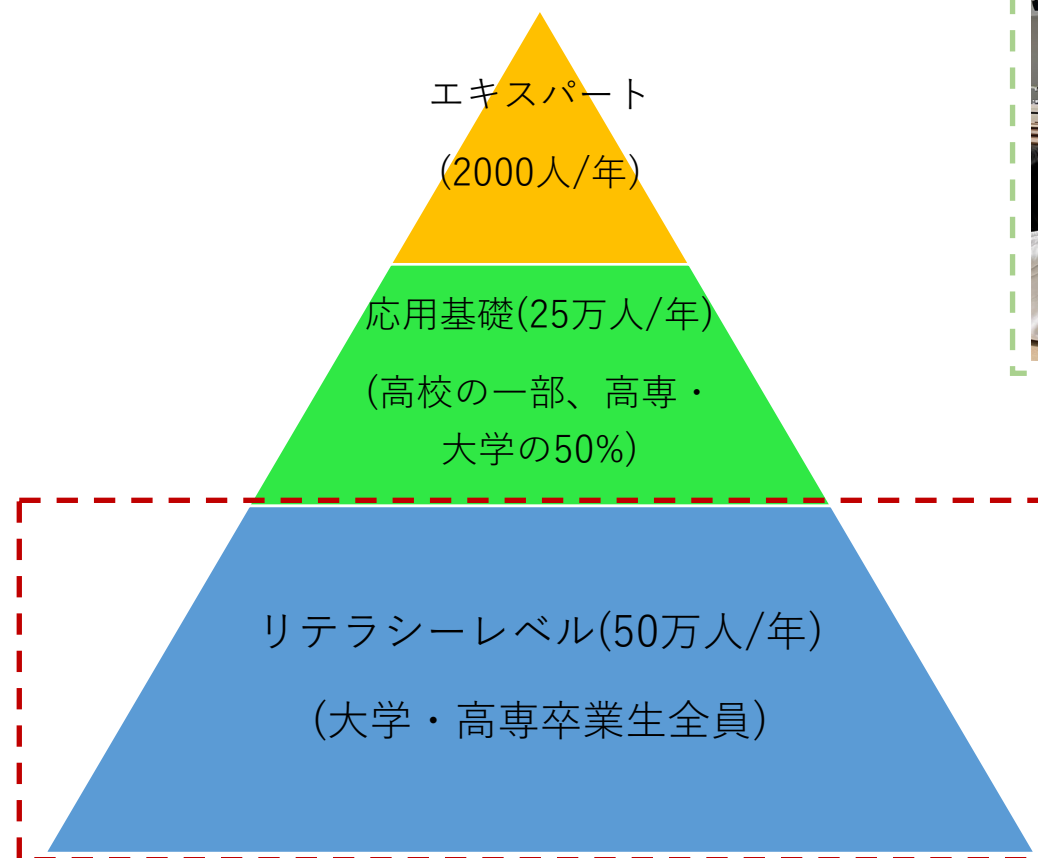 エキスパート
(2000人/年)
応用基礎(25万人/年)
(高校の一部、高専・
大学の50%)
リテラシーレベル(50万人/年)
(大学・高専卒業生全員)